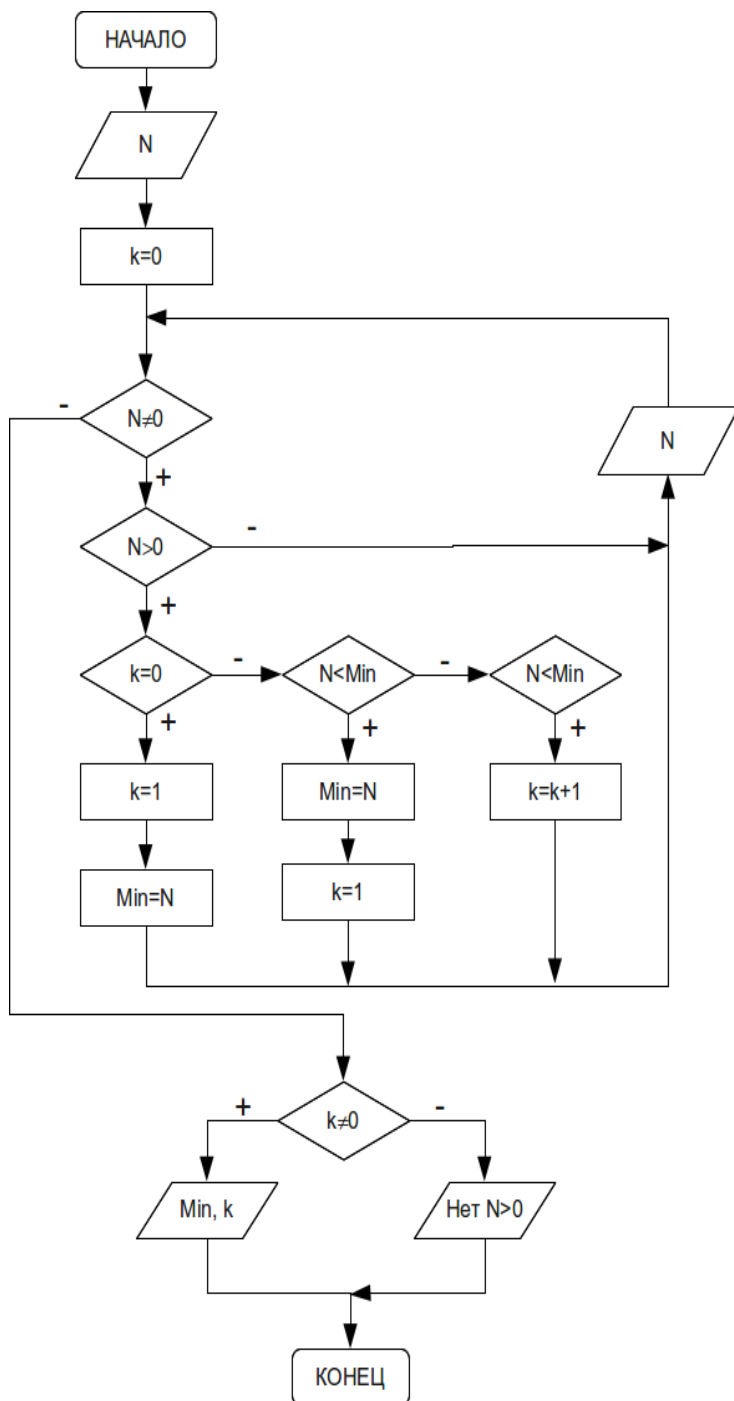 НАЧАЛО
N
k=0
-
N≠0
N
+
N>0
-
+
k=0
-
N<Min
-
N<Min
+
+
+
k=1
Min=N
k=k+1
Min=N
k=1
+
k≠0
-
Min, k
Нет N>0
КОНЕЦ